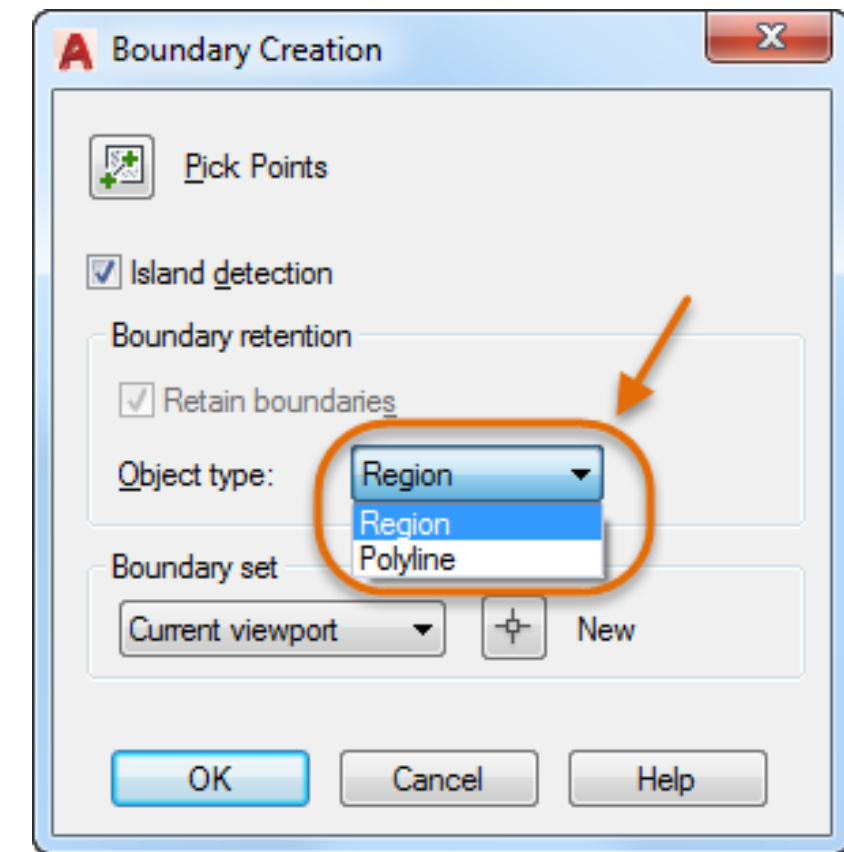 Boundary Creation
Pick Points
Island detection
Boundary retention
Retain boundaries
Object type: Region
Region
Polyline
Boundary set
Current viewport New
OK Cancel Help